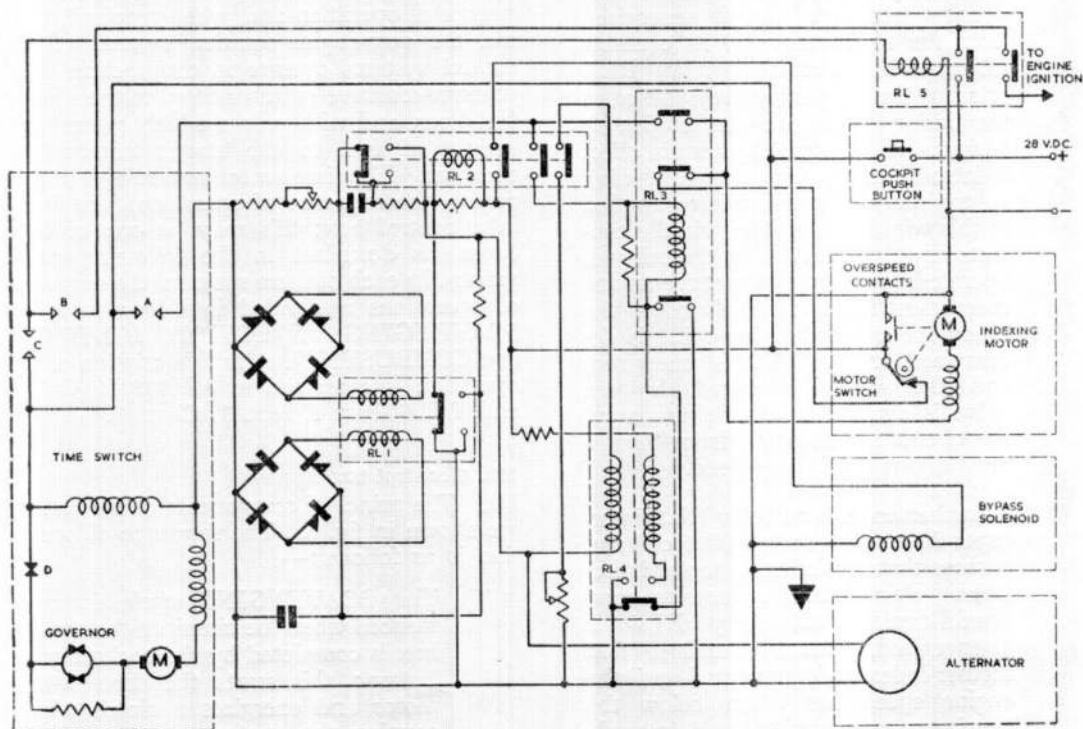 TO
ENGINE
IGNITION
RL 5
28 V.D.C.
+
COCKPIT
PUSH
BUTTON
RL 2
RL 3
B
A
C
OVERSPEED
CONTACTS
M
INDEXING
MOTOR
MOTOR
SWITCH
TIME SWITCH
RL 1
BYPASS
SOLENOID
D
RL 4
GOVERNOR
M
ALTERNATOR